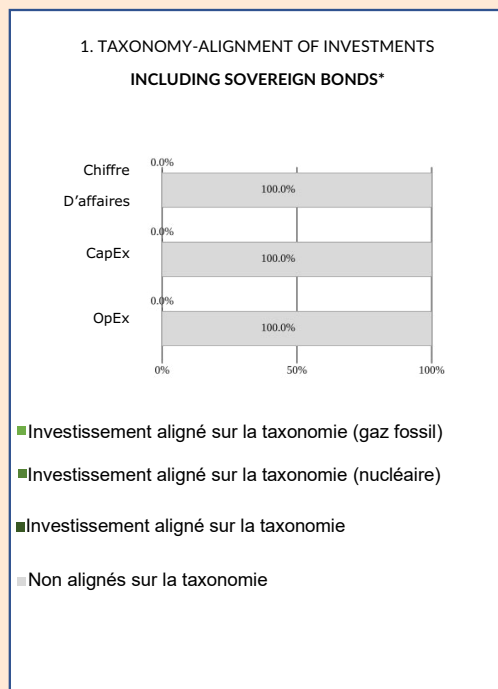 1. TAXONOMY-ALIGNMENT OF INVESTMENTS
INCLUDING SOVEREIGN BONDS*
0.0%
Chiffre
D'affaires
100.0%
0.0%
CapEx
100.0%
0.0%
OpEx
100.0%
0% 50% 100%
Investissement aligné sur la taxonomie (gaz fossil)
Investissement aligné sur la taxonomie (nucléaire)
Investissement aligné sur la taxonomie
Non alignés sur la taxonomie